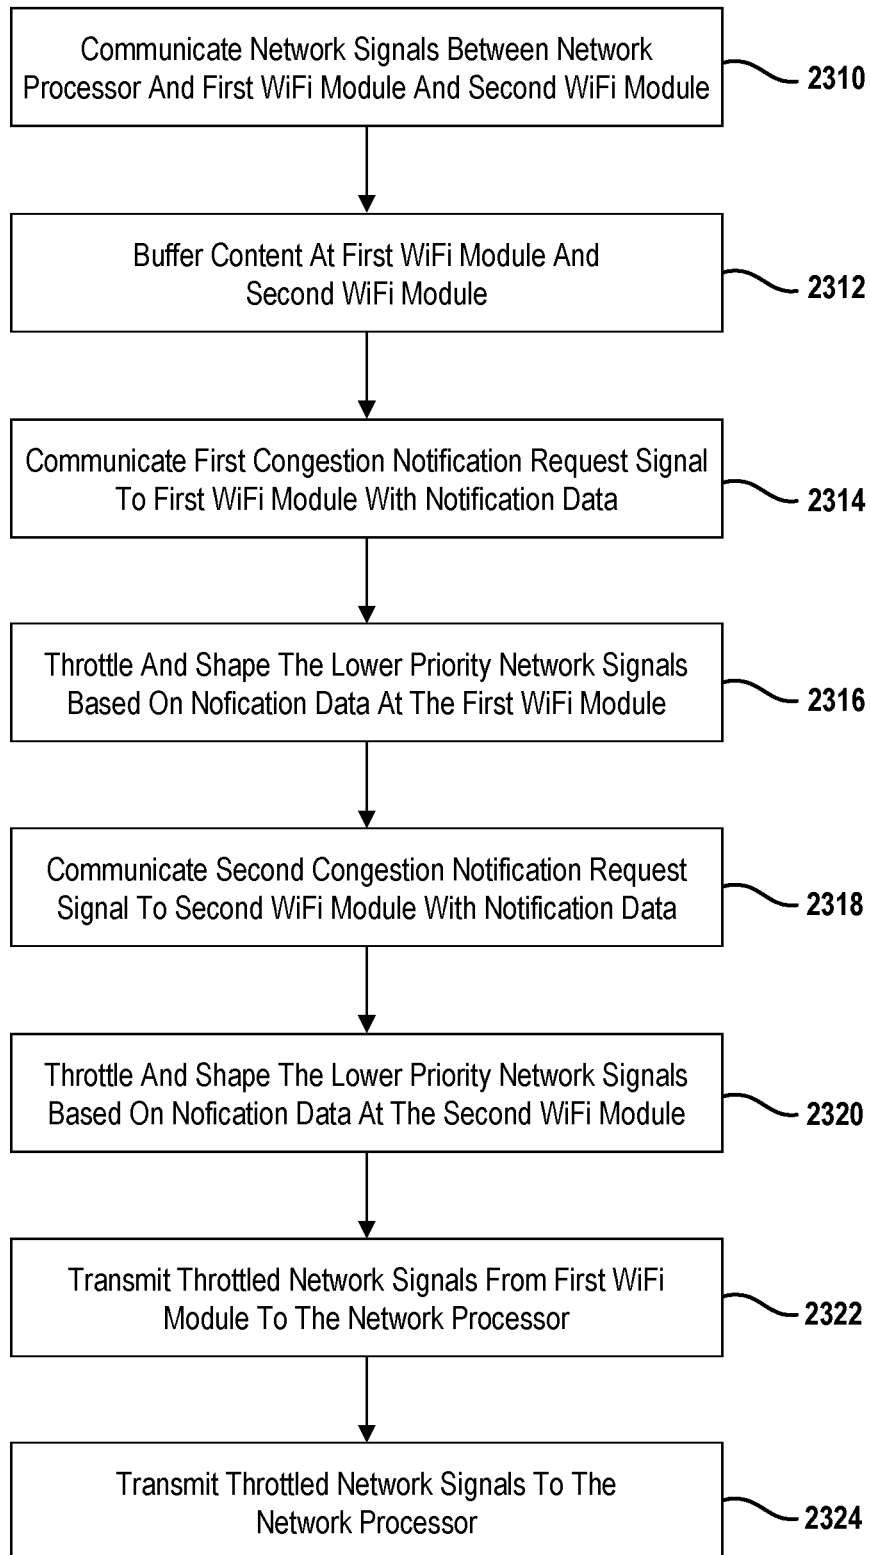 Communicate Network Signals Between Network
Processor And First WiFi Module And Second WiFi Module
2310
Buffer Content At First WiFi Module And
Second WiFi Module
2312
Communicate First Congestion Notification Request Signal
To First WiFi Module With Notification Data
2314
Throttle And Shape The Lower Priority Network Signals
Based On Nofication Data At The First WiFi Module
2316
Communicate Second Congestion Notification Request
Signal To Second WiFi Module With Notification Data
2318
Throttle And Shape The Lower Priority Network Signals
Based On Nofication Data At The Second WiFi Module
2320
Transmit Throttled Network Signals From First WiFi
Module To The Network Processor
2322
Transmit Throttled Network Signals To The
Network Processor
2324